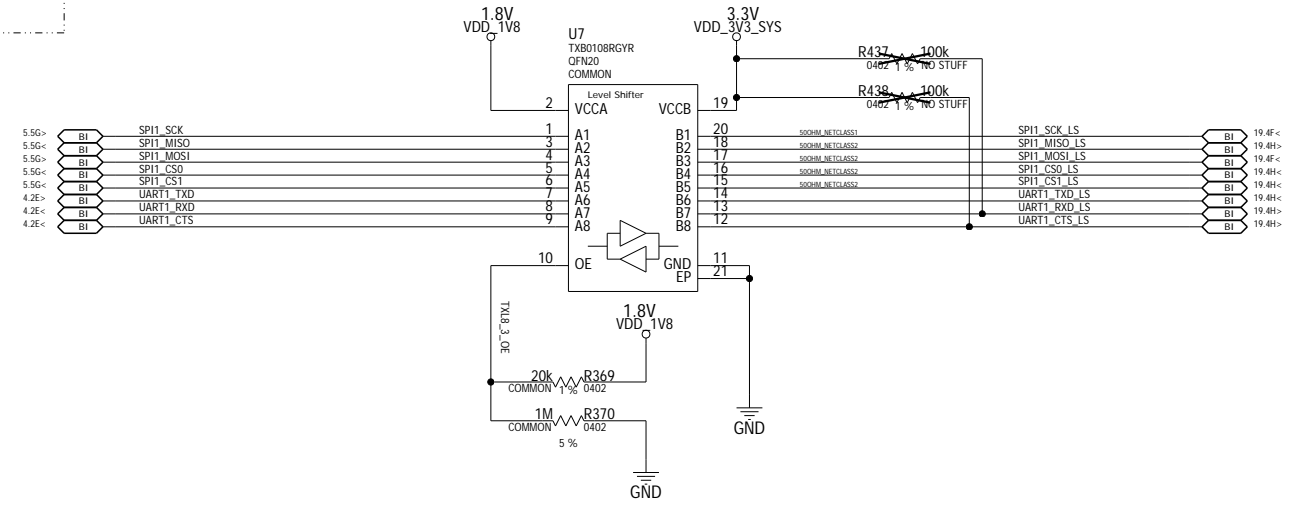 1.8V
VDD_1V8
U7
TXB0108RGYR
QFN20
COMMON
3.3V
VDD_3V3_SYS
R437 100k
0402 1 % NO STUFF
R438 100k
0402 1 % NO STUFF
Level Shifter
2 VCCA VCCB 19
5.5G> BI SPI1_SCK 1 A1 B1 20 50OHM_NETCLASS1 SPI1_SCK_LS BI 19.4F<
5.5G< BI SPI1_MISO 3 A2 B2 18 50OHM_NETCLASS2 SPI1_MISO_LS BI 19.4H>
5.5G> BI SPI1_MOSI 4 A3 B3 17 50OHM_NETCLASS2 SPI1_MOSI_LS BI 19.4F<
5.5G< BI SPI1_CS0 5 A4 B4 16 50OHM_NETCLASS2 SPI1_CS0_LS BI 19.4H<
5.5G< BI SPI1_CS1 6 A5 B5 15 50OHM_NETCLASS2 SPI1_CS1_LS BI 19.4H<
4.2E> BI UART1_TXD 7 A6 B6 14 UART1_TXD_LS BI 19.4H<
4.2E< BI UART1_RXD 8 A7 B7 13 UART1_RXD_LS BI 19.4H>
4.2E< BI UART1_CTS 9 A8 B8 12 UART1_CTS_LS BI 19.4H>
10 OE GND 11
EP 21
TXL8_3_OE
1.8V
VDD_1V8
20k R369
COMMON 1 % 0402
1M R370
COMMON 0402
5 %
GND
GND